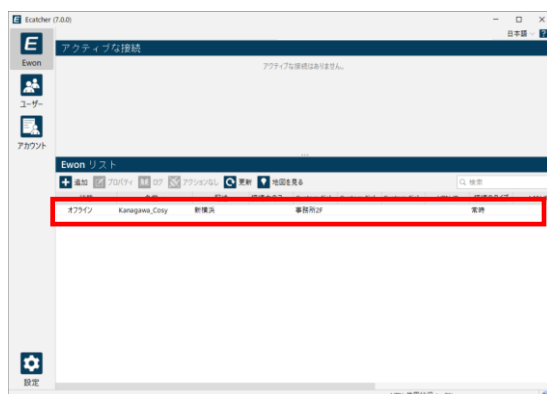 Ecatcher (7.0.0)
日本語
Ewon
アクティブな接続
アクティブな接続はありません。
ユーザー
アカウント
Ewon リスト
追加 プロパティ ログ アクションなし 更新 地図を見る 検索
オフライン Kanagawa_Cosy 新横浜 事務所2F 常時
設定